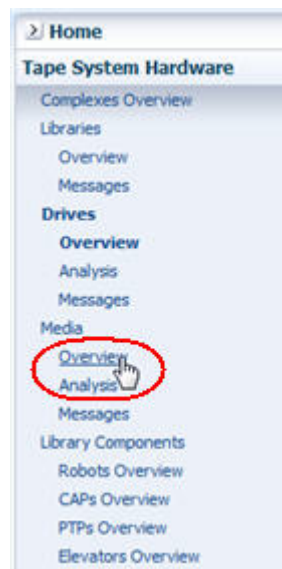 Home
Tape System Hardware
Complexes Overview
Libraries
Overview
Messages
Drives
Overview
Analysis
Messages
Media
Overview
Analysis
Messages
Library Components
Robots Overview
CAPs Overview
PTPs Overview
Elevators Overview